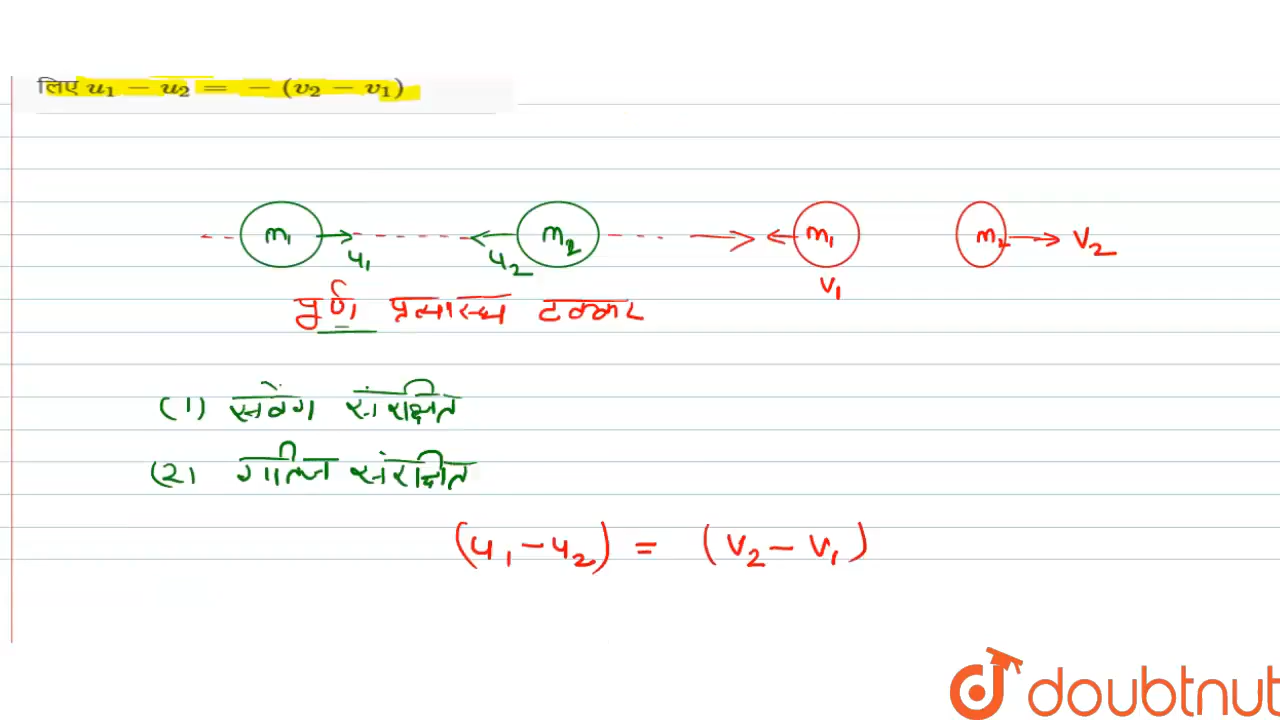 लिए u₁ − u₂ = − (v₂ − v₁)
m₁ m₂ m₁ m₂ V₂
u₁ u₂ V₁
पूर्ण प्रत्यास्थ टक्कर
(1) संवेग संरक्षित
(2) गतिज संरक्षित
(u₁ − u₂) = (V₂ − V₁)
doubtnut